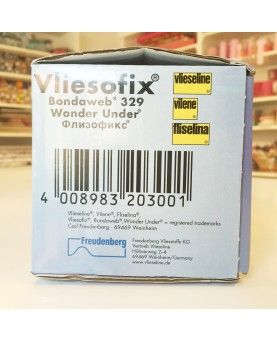 Vliesofix®
Bondaweb® 329
Wonder Under®
Флизофикс®
vlieseline
vilene
fliselina
4 008983 203001
Vlieseline®, Vilene®, Fliselina®,
Vliesofix®, Bondaweb®, Wonder Under® = registered trademarks
Carl Freudenberg · 69469 Weinheim
Freudenberg
Freudenberg Vliesstoffe KG
Vertrieb Vlieseline
Hühnerweg 2-4
69469 Weinheim/Germany
www.vlieseline.de